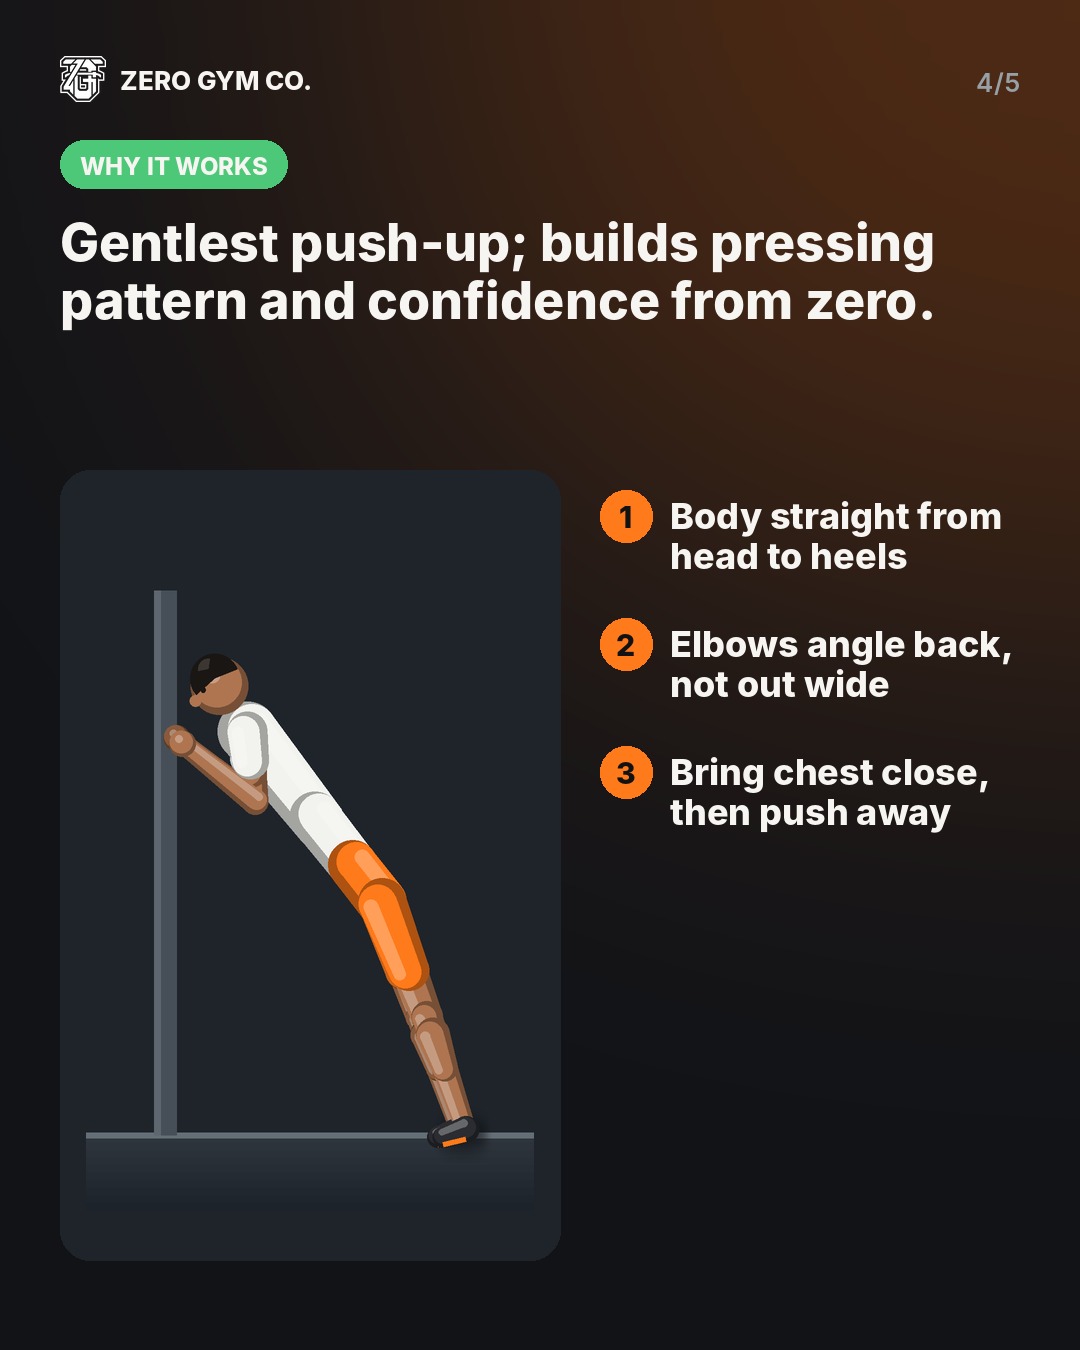 ZERO GYM CO.
4/5
WHY IT WORKS
Gentlest push-up; builds pressing
pattern and confidence from zero.
1 Body straight from
head to heels
2 Elbows angle back,
not out wide
3 Bring chest close,
then push away